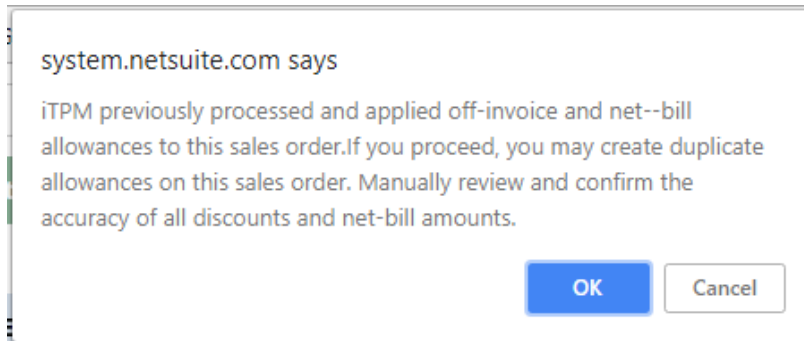 system.netsuite.com says
iTPM previously processed and applied off-invoice and net--bill
allowances to this sales order.If you proceed, you may create duplicate
allowances on this sales order. Manually review and confirm the
accuracy of all discounts and net-bill amounts.
OK
Cancel